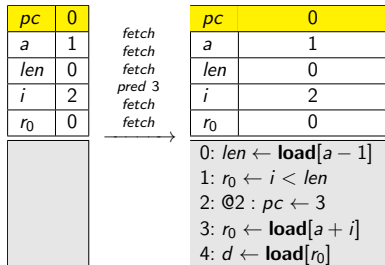 pc 0
a 1
len 0
i 2
r₀ 0
fetch
fetch
fetch
pred 3
fetch
fetch
pc 0
a 1
len 0
i 2
r₀ 0
0: len ← load[a − 1]
1: r₀ ← i < len
2: @2 : pc ← 3
3: r₀ ← load[a + i]
4: d ← load[r₀]